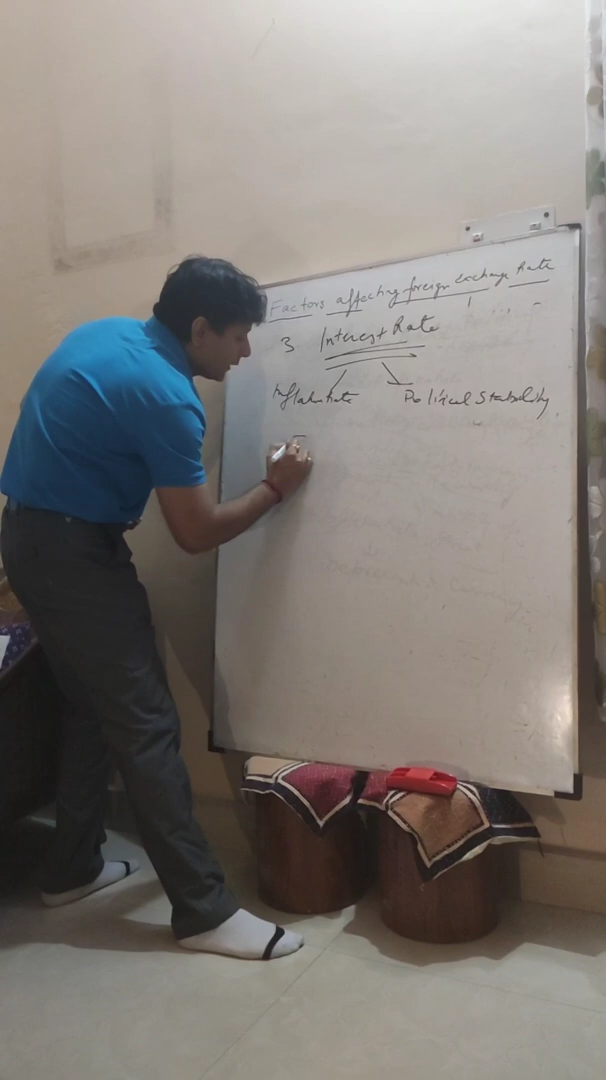 Factors affecting foreign exchange Rate
3 Interest Rate
Inflation Rate Political Stability